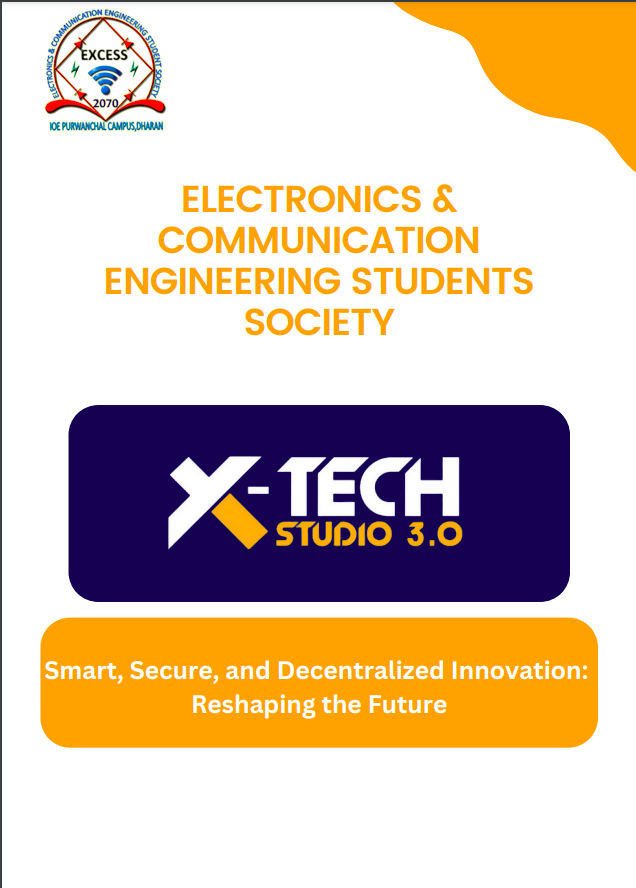 ELECTRONICS & COMMUNICATION ENGINEERING STUDENT SOCIETY
EXCESS
2070
IOE PURWANCHAL CAMPUS,DHARAN
ELECTRONICS &
COMMUNICATION
ENGINEERING STUDENTS
SOCIETY
X-TECH
STUDIO 3.0
Smart, Secure, and Decentralized Innovation:
Reshaping the Future